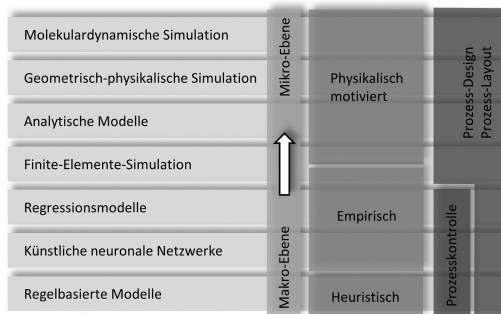 Molekulardynamische Simulation
Geometrisch-physikalische Simulation
Analytische Modelle
Finite-Elemente-Simulation
Regressionsmodelle
Künstliche neuronale Netzwerke
Regelbasierte Modelle
Mikro-Ebene
Makro-Ebene
Physikalisch
motiviert
Empirisch
Heuristisch
Prozess-Design
Prozess-Layout
Prozesskontrolle